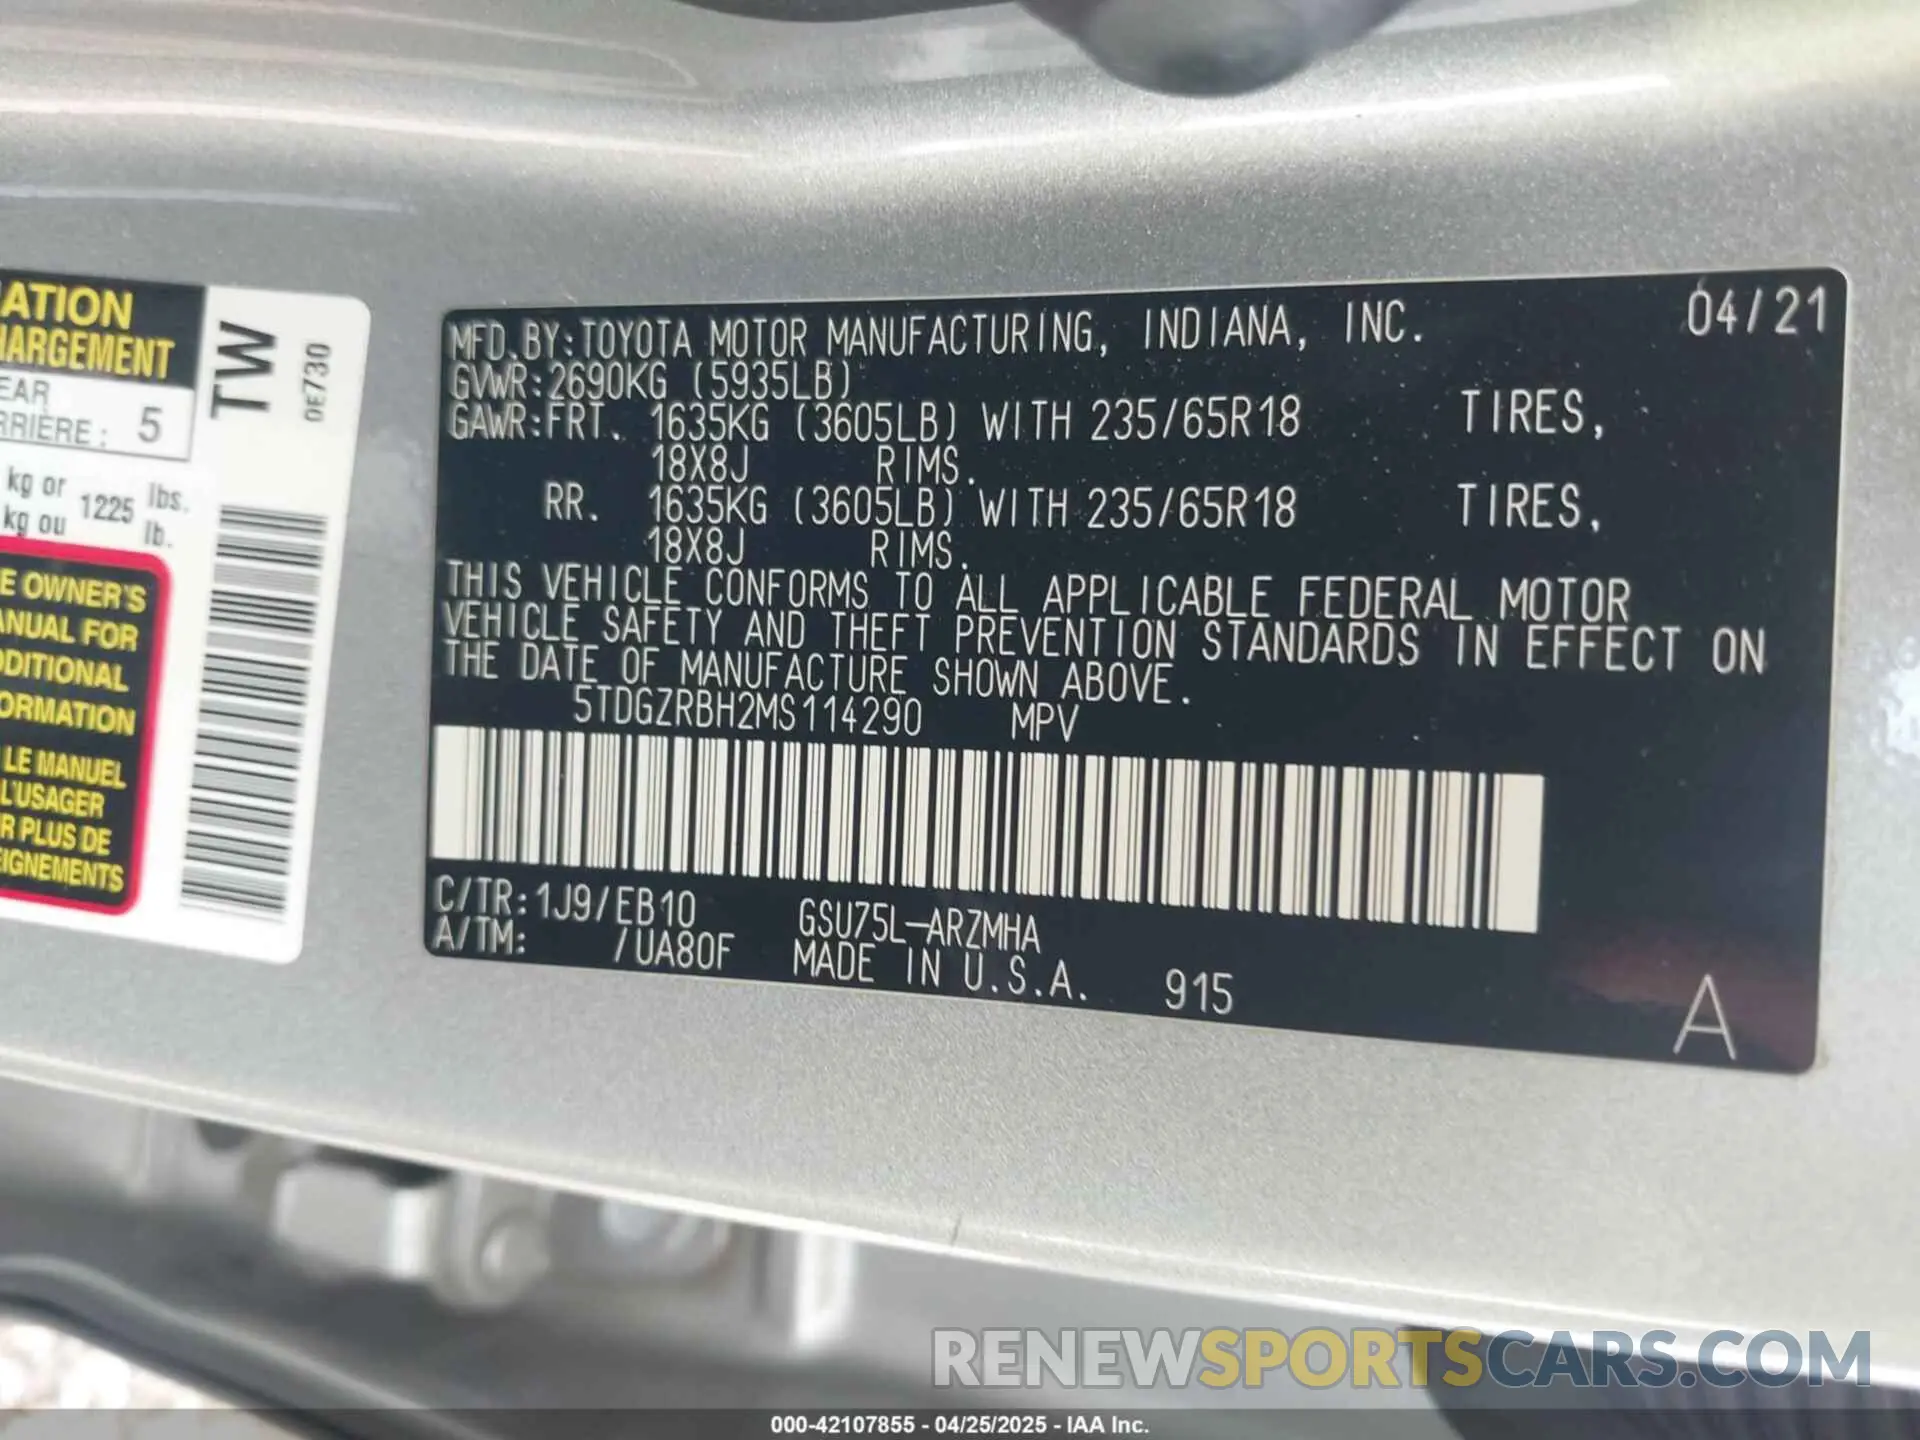 ATION
HARGEMENT
EAR
RRIÈRE : 5
kg or 1225 lbs.
kg ou lb.
E OWNER'S
ANUAL FOR
DDITIONAL
ORMATION
LE MANUEL
L'USAGER
R PLUS DE
EIGNEMENTS
TW
0E730
MFD.BY:TOYOTA MOTOR MANUFACTURING, INDIANA, INC. 04/21
GVWR:2690KG (5935LB)
GAWR:FRT. 1635KG (3605LB) WITH 235/65R18 TIRES,
18X8J RIMS.
RR. 1635KG (3605LB) WITH 235/65R18 TIRES,
18X8J RIMS.
THIS VEHICLE CONFORMS TO ALL APPLICABLE FEDERAL MOTOR
VEHICLE SAFETY AND THEFT PREVENTION STANDARDS IN EFFECT ON
THE DATE OF MANUFACTURE SHOWN ABOVE.
5TDGZRBH2MS114290 MPV
C/TR:1J9/EB10 GSU75L-ARZMHA
A/TM: /UA80F MADE IN U.S.A. 915
A
RENEWSPORTSCARS.COM
000-42107855 - 04/25/2025 - IAA Inc.